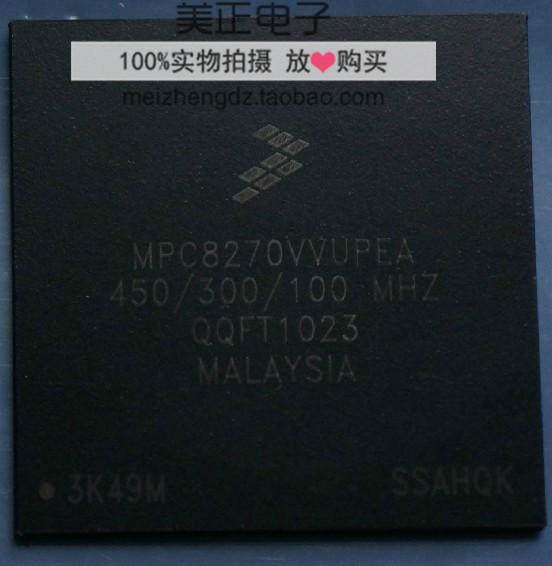 美正电子
100%实物拍摄 放❤购买
meizhengdz.taobao.com
MPC8270VVUPEA
450/300/100 MHZ
QQFT1023
MALAYSIA
3K49M
SSAHQK